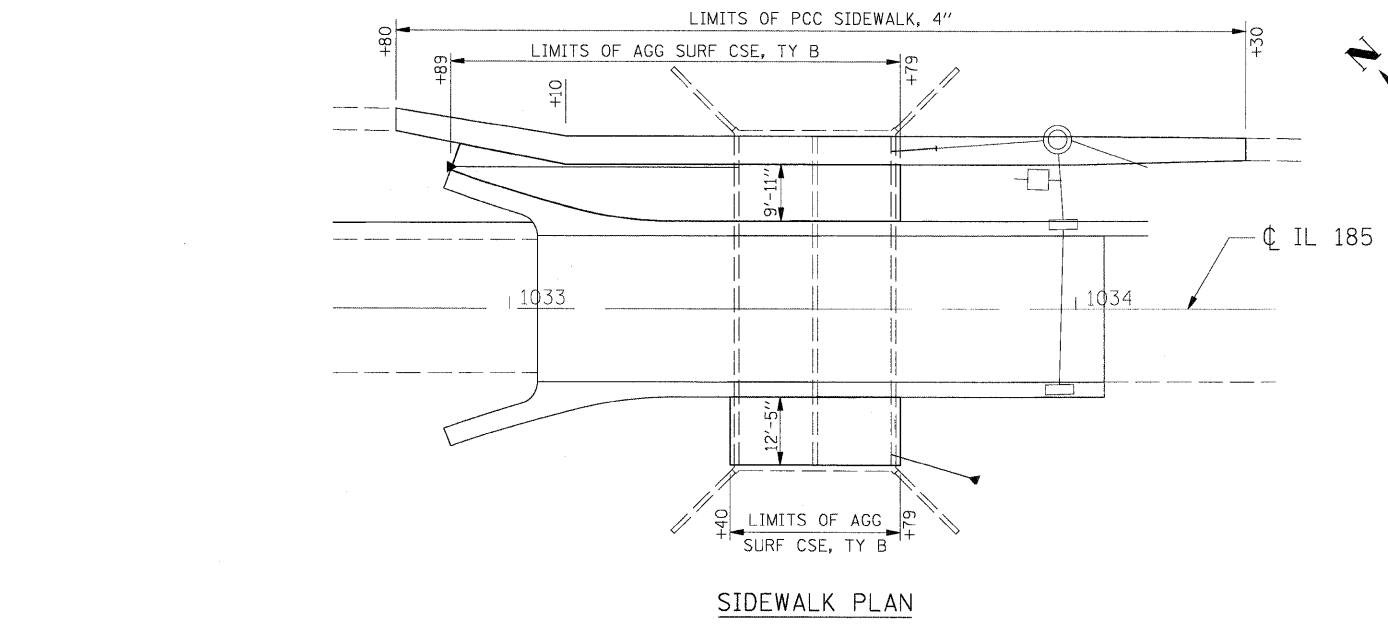 LIMITS OF PCC SIDEWALK, 4"
+80
+30
LIMITS OF AGG SURF CSE, TY B
+89
+79
+10
N
9'-11"
℄ IL 185
1033
1034
12'-5"
+40
LIMITS OF AGG
SURF CSE, TY B
+79
SIDEWALK PLAN